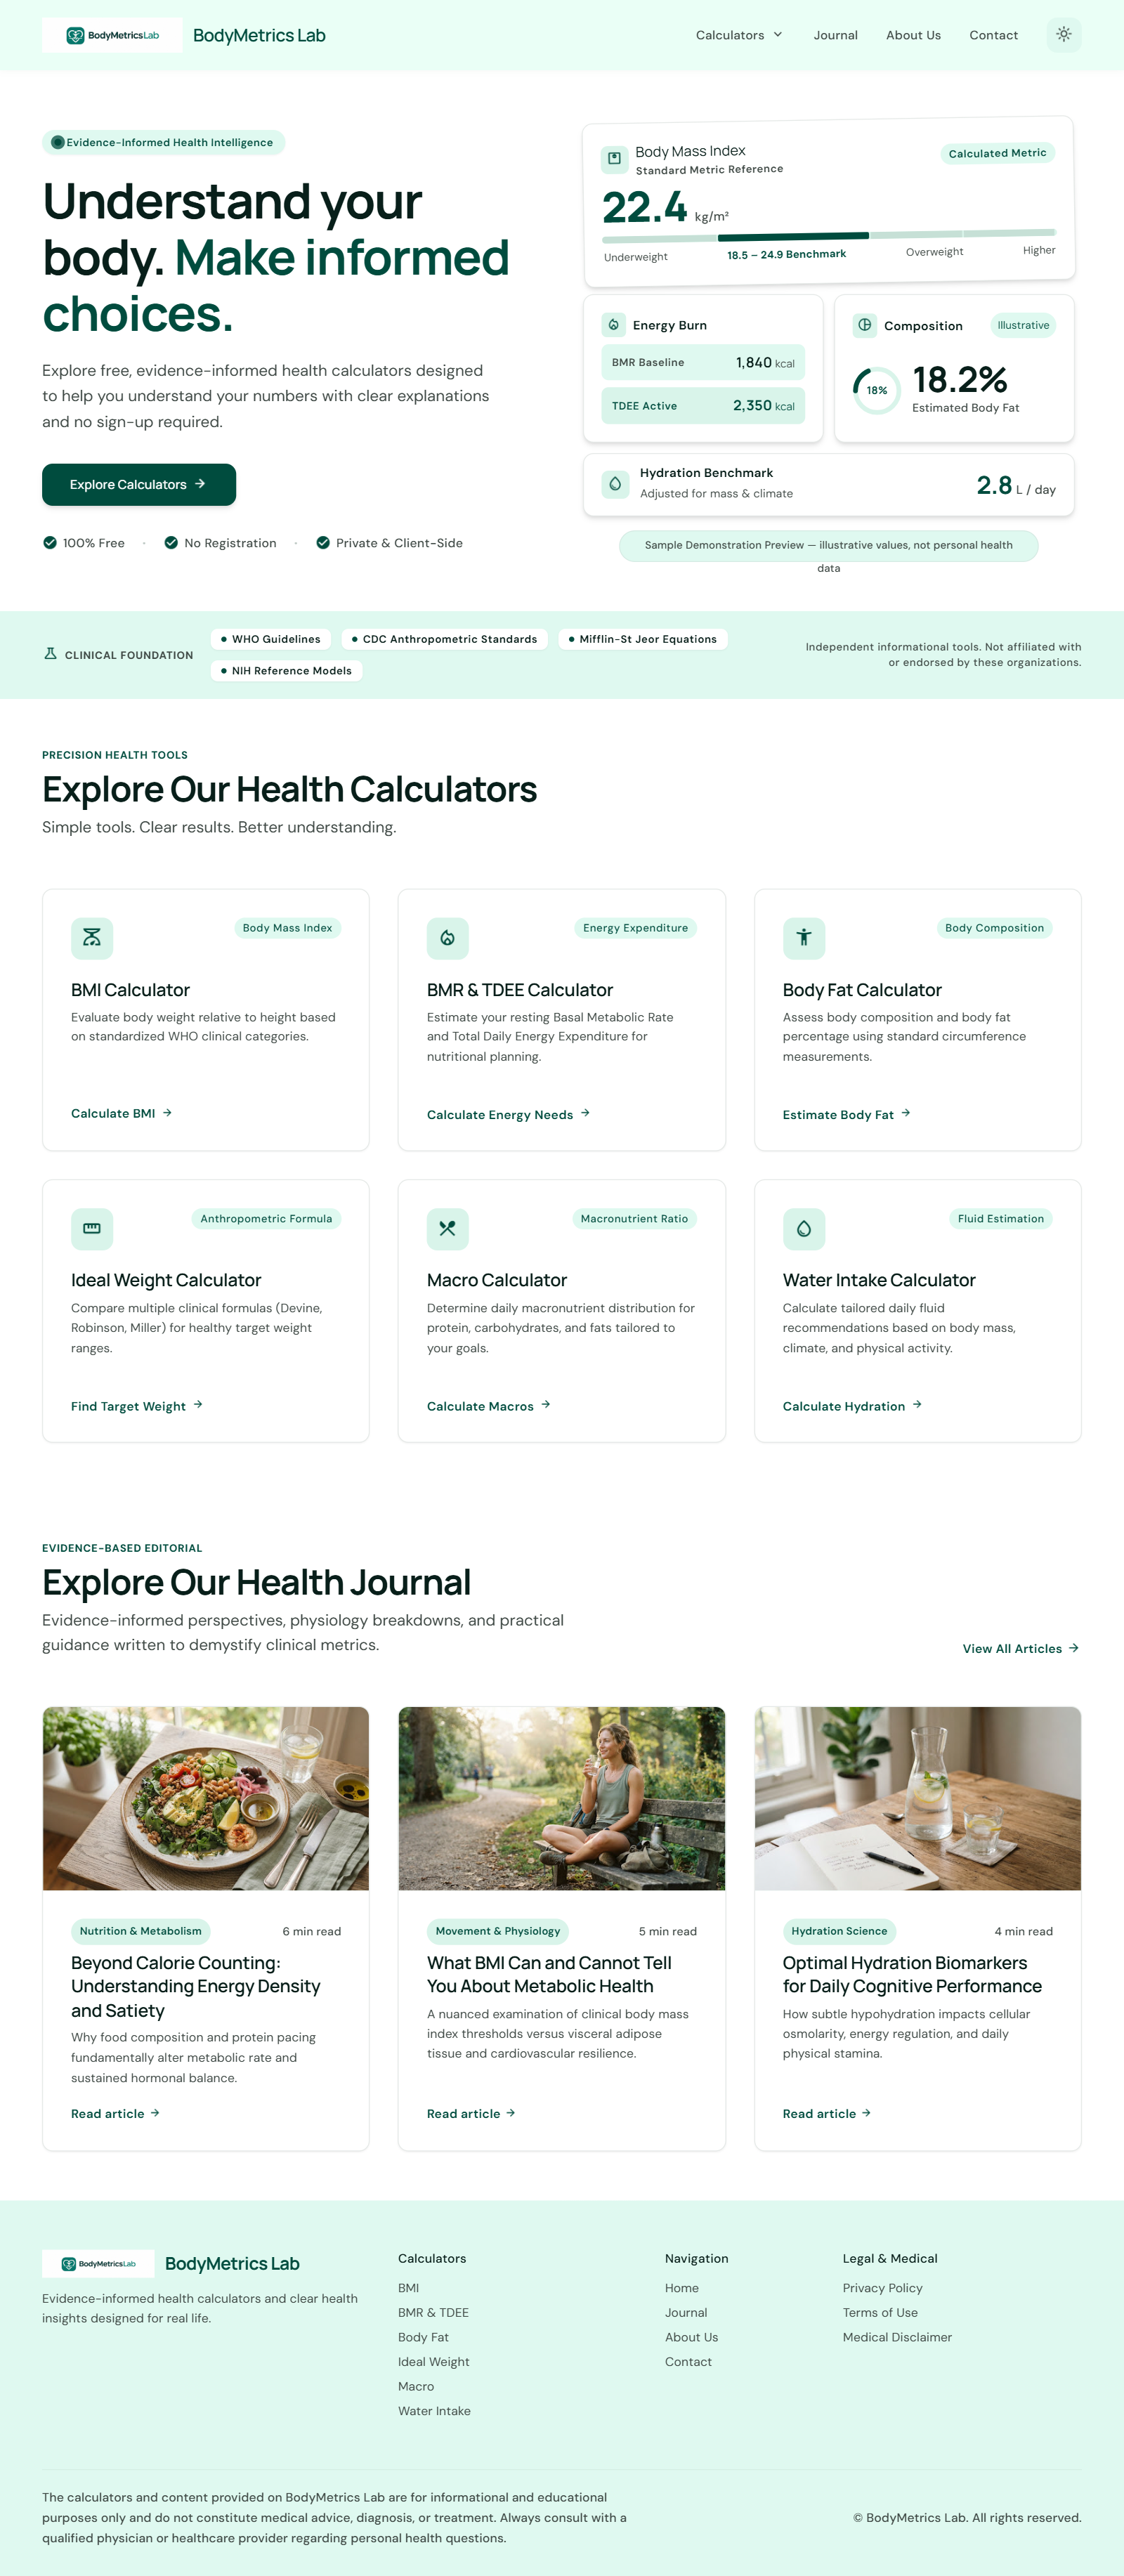 BodyMetricsLab
BodyMetrics Lab
Calculators
Journal
About Us
Contact
Evidence-Informed Health Intelligence
Understand your
body. Make informed
choices.
Explore free, evidence-informed health calculators designed
to help you understand your numbers with clear explanations
and no sign-up required.
Explore Calculators
100% Free
·
No Registration
·
Private & Client-Side
Body Mass Index
Standard Metric Reference
Calculated Metric
22.4 kg/m²
Underweight
18.5 – 24.9 Benchmark
Overweight
Higher
Energy Burn
BMR Baseline
1,840 kcal
TDEE Active
2,350 kcal
Composition
Illustrative
18%
18.2%
Estimated Body Fat
Hydration Benchmark
Adjusted for mass & climate
2.8 L / day
Sample Demonstration Preview — illustrative values, not personal health
data
CLINICAL FOUNDATION
WHO Guidelines
CDC Anthropometric Standards
Mifflin-St Jeor Equations
NIH Reference Models
Independent informational tools. Not affiliated with
or endorsed by these organizations.
PRECISION HEALTH TOOLS
Explore Our Health Calculators
Simple tools. Clear results. Better understanding.
Body Mass Index
BMI Calculator
Evaluate body weight relative to height based
on standardized WHO clinical categories.
Calculate BMI
Energy Expenditure
BMR & TDEE Calculator
Estimate your resting Basal Metabolic Rate
and Total Daily Energy Expenditure for
nutritional planning.
Calculate Energy Needs
Body Composition
Body Fat Calculator
Assess body composition and body fat
percentage using standard circumference
measurements.
Estimate Body Fat
Anthropometric Formula
Ideal Weight Calculator
Compare multiple clinical formulas (Devine,
Robinson, Miller) for healthy target weight
ranges.
Find Target Weight
Macronutrient Ratio
Macro Calculator
Determine daily macronutrient distribution for
protein, carbohydrates, and fats tailored to
your goals.
Calculate Macros
Fluid Estimation
Water Intake Calculator
Calculate tailored daily fluid
recommendations based on body mass,
climate, and physical activity.
Calculate Hydration
EVIDENCE-BASED EDITORIAL
Explore Our Health Journal
Evidence-informed perspectives, physiology breakdowns, and practical
guidance written to demystify clinical metrics.
View All Articles
Nutrition & Metabolism
6 min read
Beyond Calorie Counting:
Understanding Energy Density
and Satiety
Why food composition and protein pacing
fundamentally alter metabolic rate and
sustained hormonal balance.
Read article
Movement & Physiology
5 min read
What BMI Can and Cannot Tell
You About Metabolic Health
A nuanced examination of clinical body mass
index thresholds versus visceral adipose
tissue and cardiovascular resilience.
Read article
Hydration Science
4 min read
Optimal Hydration Biomarkers
for Daily Cognitive Performance
How subtle hypohydration impacts cellular
osmolarity, energy regulation, and daily
physical stamina.
Read article
BodyMetricsLab
BodyMetrics Lab
Evidence-informed health calculators and clear health
insights designed for real life.
Calculators
BMI
BMR & TDEE
Body Fat
Ideal Weight
Macro
Water Intake
Navigation
Home
Journal
About Us
Contact
Legal & Medical
Privacy Policy
Terms of Use
Medical Disclaimer
The calculators and content provided on BodyMetrics Lab are for informational and educational
purposes only and do not constitute medical advice, diagnosis, or treatment. Always consult with a
qualified physician or healthcare provider regarding personal health questions.
© BodyMetrics Lab. All rights reserved.